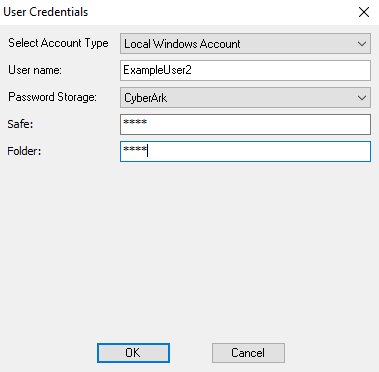 User Credentials
Select Account Type Local Windows Account
User name: ExampleUser2
Password Storage: CyberArk
Safe: ****
Folder: ****
OK Cancel